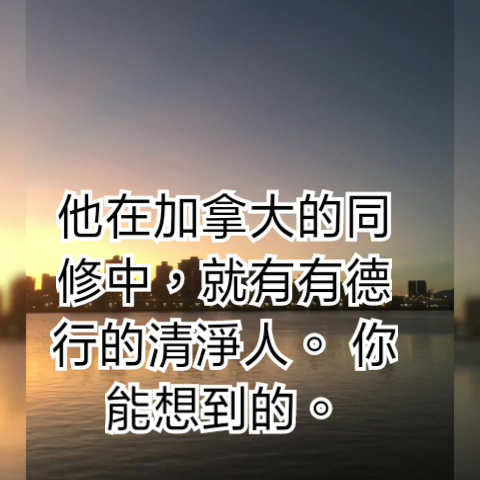 他在加拿大的同
修中，就有有德
行的清淨人。 你
能想到的。